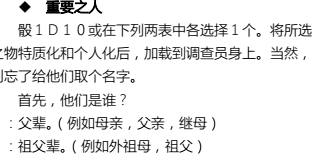 ◆ 重要之人
骰1D10或在下列两表中各选择1个。将所选
之物特质化和个人化后，加载到调查员身上。当然，
别忘了给他们取个名字。
首先，他们是谁？
：父辈。（例如母亲，父亲，继母）
：祖父辈。（例如外祖母，祖父）